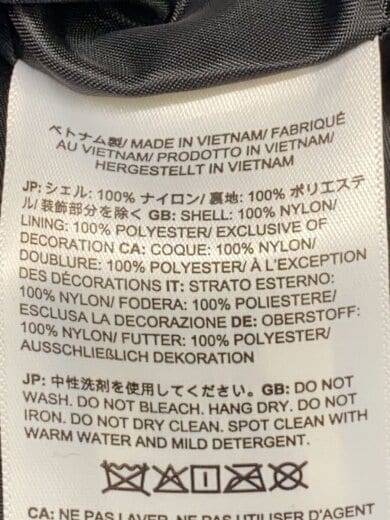 ベトナム製/ MADE IN VIETNAM/ FABRIQUÉ
AU VIETNAM/ PRODOTTO IN VIETNAM/
HERGESTELLT IN VIETNAM
JP: シェル: 100% ナイロン/ 裏地: 100% ポリエステ
ル/ 装飾部分を除く GB: SHELL: 100% NYLON/
LINING: 100% POLYESTER/ EXCLUSIVE OF
DECORATION CA: COQUE: 100% NYLON/
DOUBLURE: 100% POLYESTER/ À L'EXCEPTION
DES DÉCORATIONS IT: STRATO ESTERNO:
100% NYLON/ FODERA: 100% POLIESTERE/
ESCLUSA LA DECORAZIONE DE: OBERSTOFF:
100% NYLON/ FUTTER: 100% POLYESTER/
AUSSCHLIEßLICH DEKORATION
JP: 中性洗剤を使用してください。 GB: DO NOT
WASH. DO NOT BLEACH. HANG DRY. DO NOT
IRON. DO NOT DRY CLEAN. SPOT CLEAN WITH
WARM WATER AND MILD DETERGENT.
CA: NE PAS LAVER. NE PAS UTILISER D'AGENT